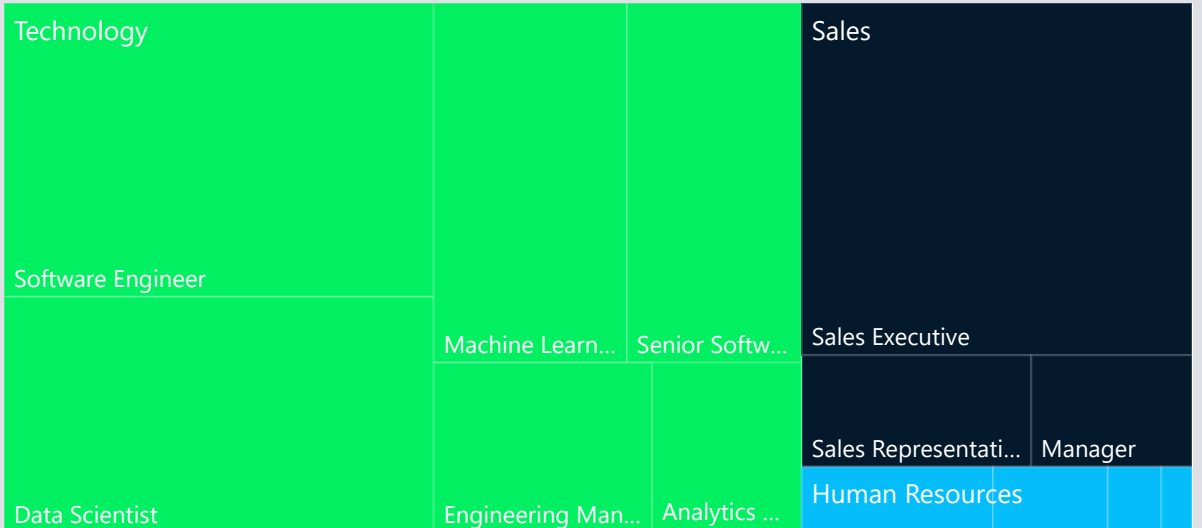 Technology
Software Engineer
Data Scientist
Machine Learn...
Senior Softw...
Engineering Man...
Analytics ...
Sales
Sales Executive
Sales Representati...
Manager
Human Resources